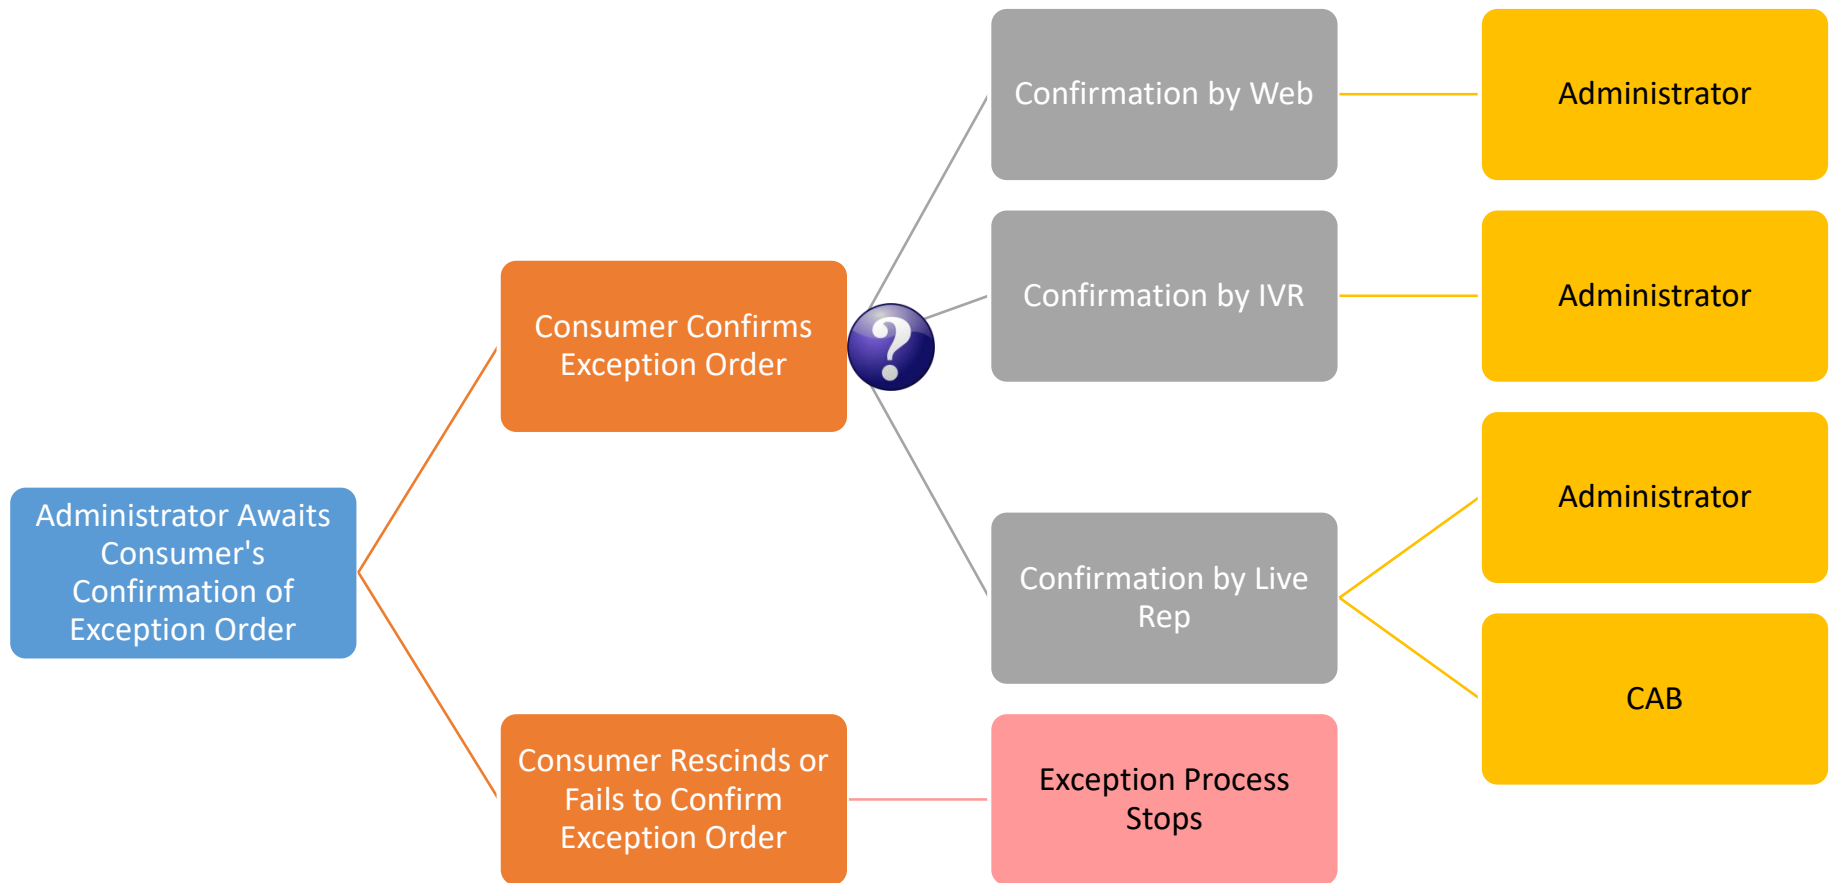 Administrator Awaits
Consumer's
Confirmation of
Exception Order
Consumer Confirms
Exception Order
?
Confirmation by Web
Administrator
Confirmation by IVR
Administrator
Confirmation by Live
Rep
Administrator
CAB
Consumer Rescinds or
Fails to Confirm
Exception Order
Exception Process
Stops